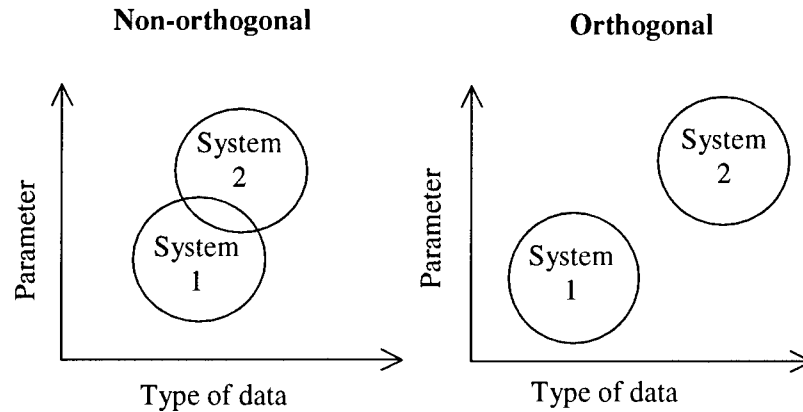 Non-orthogonal
Parameter
System
2
System
1
Type of data
Orthogonal
Parameter
System
2
System
1
Type of data